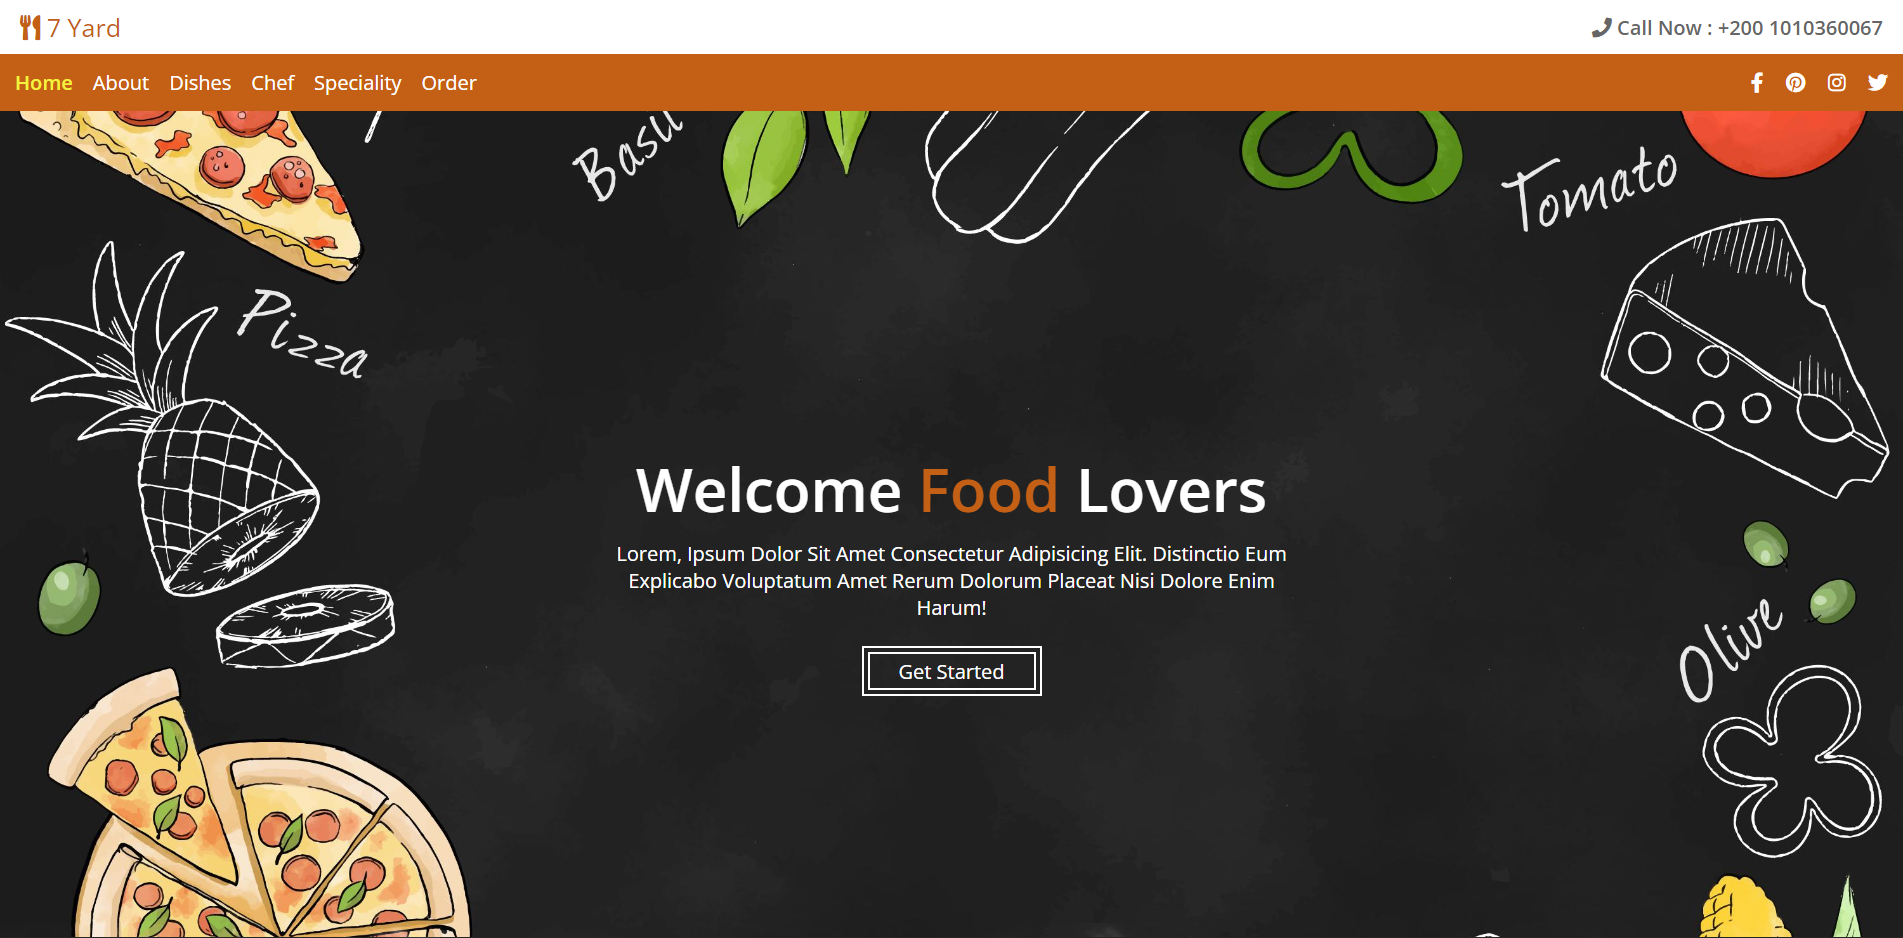 7 Yard
Call Now : +200 1010360067
Home About Dishes Chef Speciality Order
Basil
Tomato
Pizza
Welcome Food Lovers
Lorem, Ipsum Dolor Sit Amet Consectetur Adipisicing Elit. Distinctio Eum
Explicabo Voluptatum Amet Rerum Dolorum Placeat Nisi Dolore Enim
Harum!
Get Started
Olive